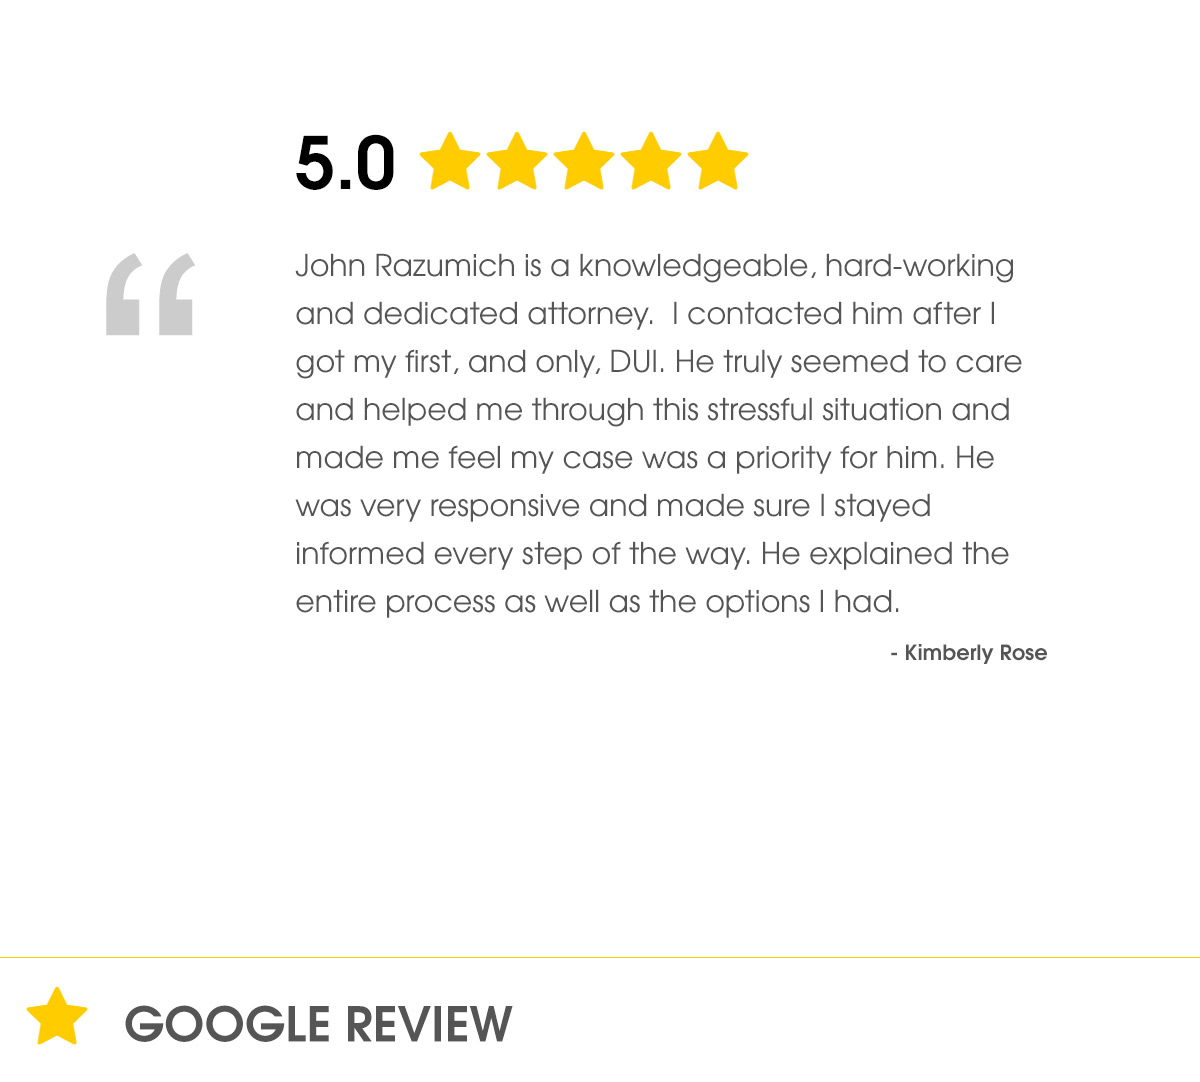 5.0
“
John Razumich is a knowledgeable, hard-working
and dedicated attorney.  I contacted him after I
got my first, and only, DUI. He truly seemed to care
and helped me through this stressful situation and
made me feel my case was a priority for him. He
was very responsive and made sure I stayed
informed every step of the way. He explained the
entire process as well as the options I had.
- Kimberly Rose
GOOGLE REVIEW